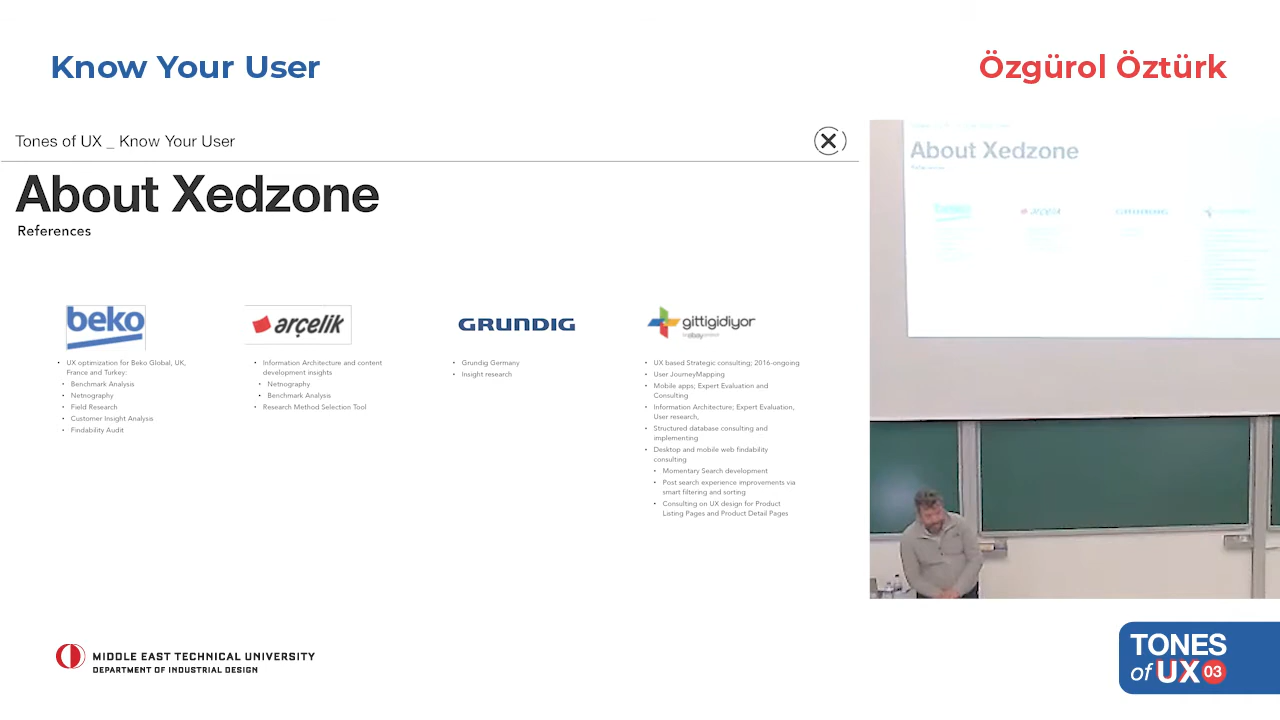 Know Your User
Özgürol Öztürk
Tones of UX _ Know Your User
About Xedzone
References
beko
• UX optimization for Beko Global, UK,
France and Turkey:
• Benchmark Analysis
• Netnography
• Field Research
• Customer Insight Analysis
• Findability Audit
arçelik
• Information Architecture and content
development insights
• Netnography
• Benchmark Analysis
• Research Method Selection Tool
GRUNDIG
• Grundig Germany
• Insight research
gittigidiyor
• UX based Strategic consulting; 2016-ongoing
• User JourneyMapping
• Mobile apps; Expert Evaluation and
Consulting
• Information Architecture; Expert Evaluation,
User research,
• Structured database consulting and
implementing
• Desktop and mobile web findability
consulting
• Momentary Search development
• Post search experience improvements via
smart filtering and sorting
• Consulting on UX design for Product
Listing Pages and Product Detail Pages
About Xedzone
arçelik
GRUNDIG
MIDDLE EAST TECHNICAL UNIVERSITY
DEPARTMENT OF INDUSTRIAL DESIGN
TONES
of UX 03